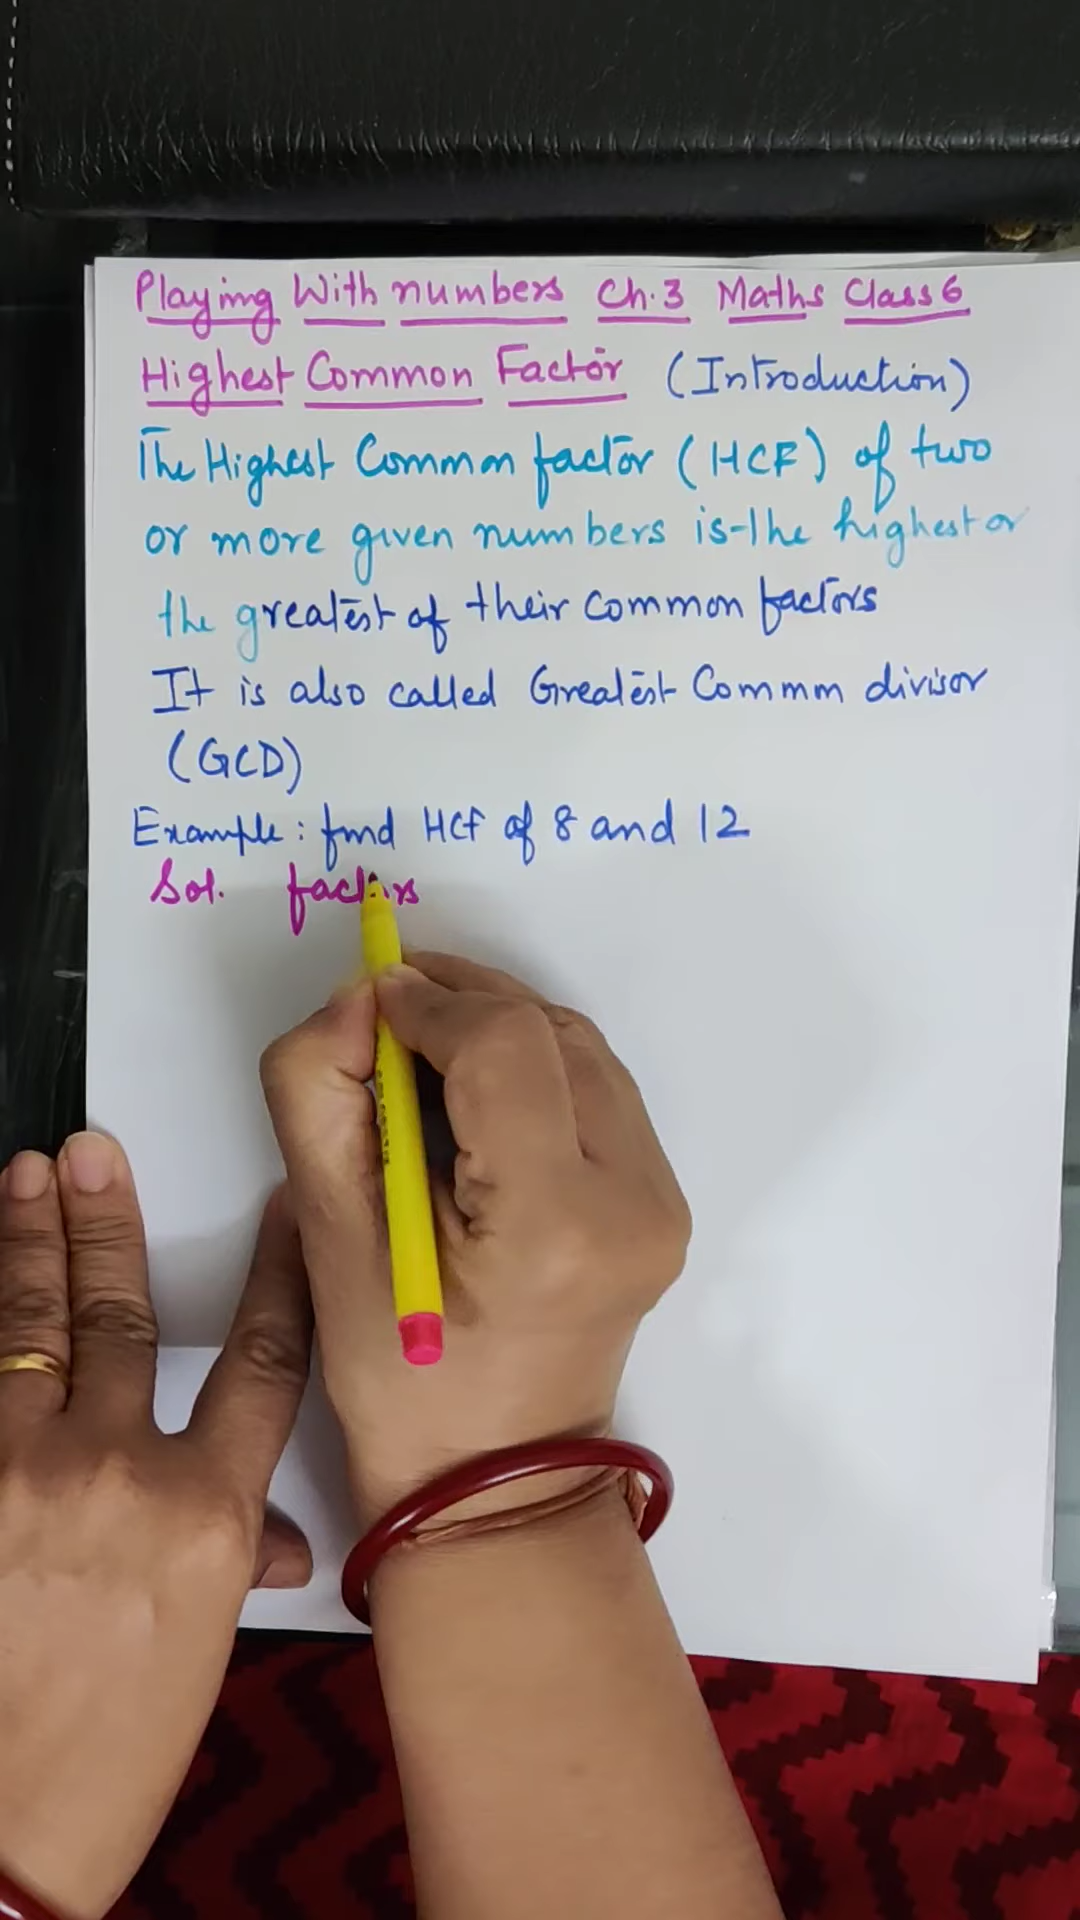 Playing With numbers Ch.3 Maths Class 6
Highest Common Factor (Introduction)
The Highest Common factor (HCF) of two
or more given numbers is the highest or
the greatest of their common factors
It is also called Greatest Common divisor
(GCD)
Example: find HCF of 8 and 12
Sol. factors